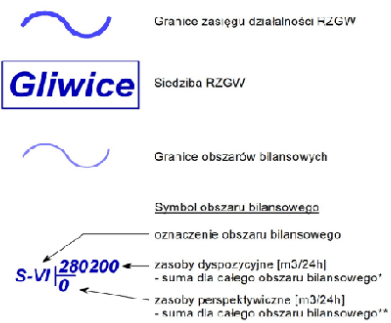 Granice zasięgu działalności RZGW
Gliwice
Siedziba RZGW
Granice obszarów bilansowych
Symbol obszaru bilansowego
oznaczenie obszaru bilansowego
S-VI 280200
0
zasoby dyspozycyjne [m3/24h]
- suma dla całego obszaru bilansowego*
zasoby perspektywiczne [m3/24h]
- suma dla całego obszaru bilansowego**